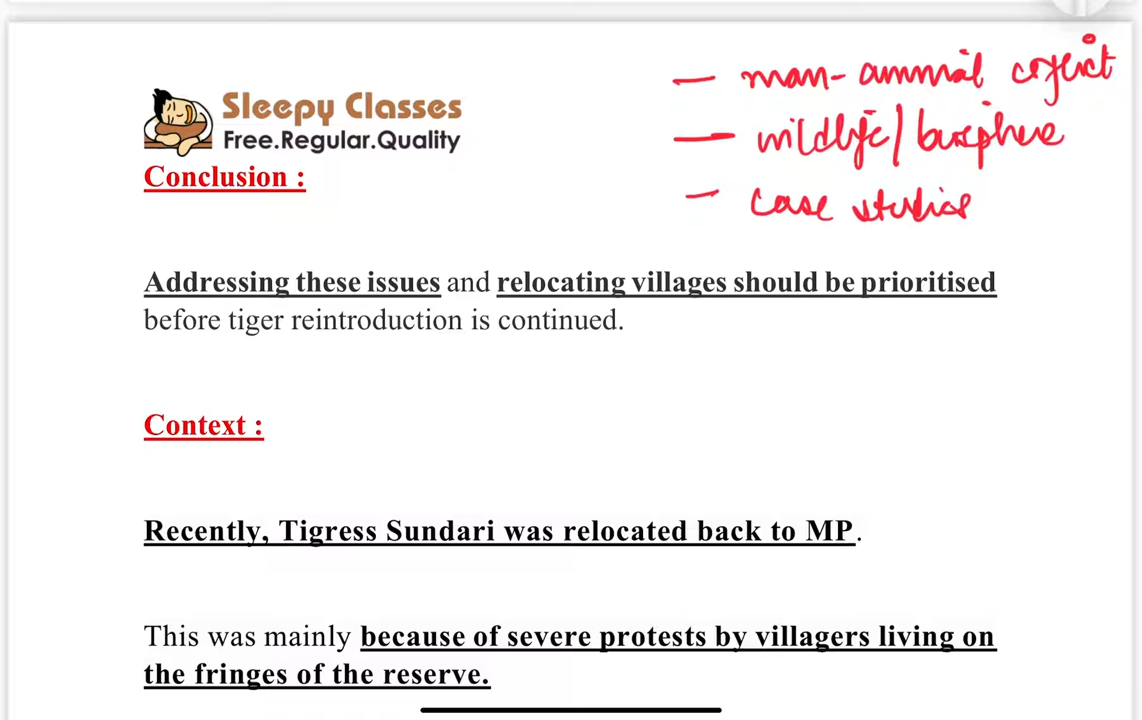 — man-animal conflict
— wildlife/biosphere
— case studies
Sleepy Classes
Free.Regular.Quality
Conclusion :
Addressing these issues and relocating villages should be prioritised
before tiger reintroduction is continued.
Context :
Recently, Tigress Sundari was relocated back to MP.
This was mainly because of severe protests by villagers living on
the fringes of the reserve.